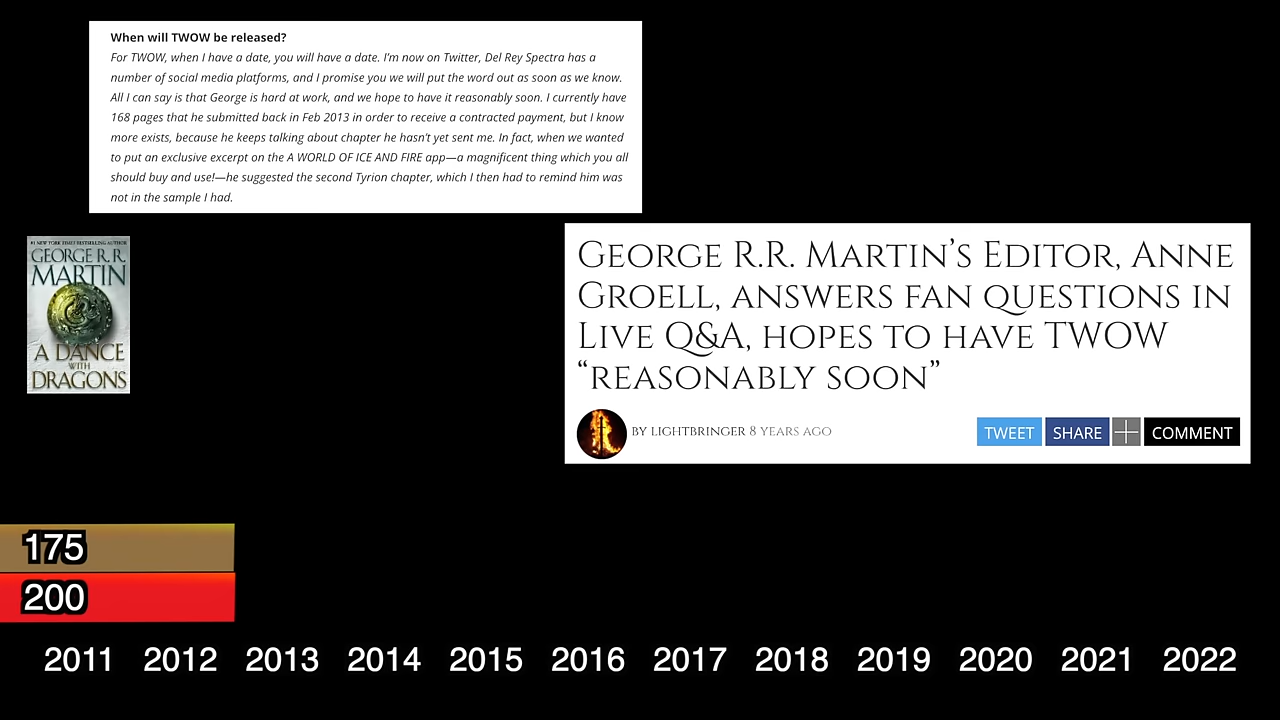 When will TWOW be released?
For TWOW, when I have a date, you will have a date. I'm now on Twitter, Del Rey Spectra has a
number of social media platforms, and I promise you we will put the word out as soon as we know.
All I can say is that George is hard at work, and we hope to have it reasonably soon. I currently have
168 pages that he submitted back in Feb 2013 in order to receive a contracted payment, but I know
more exists, because he keeps talking about chapter he hasn't yet sent me. In fact, when we wanted
to put an exclusive excerpt on the A WORLD OF ICE AND FIRE app—a magnificent thing which you all
should buy and use!—he suggested the second Tyrion chapter, which I then had to remind him was
not in the sample I had.
#1 NEW YORK TIMES BESTSELLING AUTHOR
GEORGE R. R.
MARTIN
A DANCE
WITH
DRAGONS
GEORGE R.R. MARTIN'S EDITOR, ANNE
GROELL, ANSWERS FAN QUESTIONS IN
LIVE Q&A, HOPES TO HAVE TWOW
“REASONABLY SOON”
BY LIGHTBRINGER 8 YEARS AGO
TWEET SHARE COMMENT
175
200
2011 2012 2013 2014 2015 2016 2017 2018 2019 2020 2021 2022